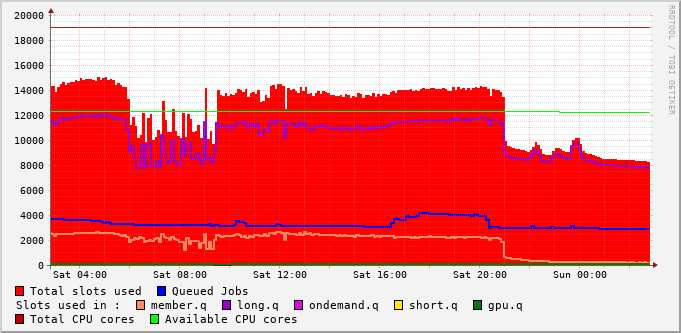 20000
18000
16000
14000
12000
10000
8000
6000
4000
2000
0
Sat 04:00 Sat 08:00 Sat 12:00 Sat 16:00 Sat 20:00 Sun 00:00
RRDTOOL / TOBI OETIKER
Total slots used Queued Jobs
Slots used in : member.q long.q ondemand.q short.q gpu.q
Total CPU cores Available CPU cores